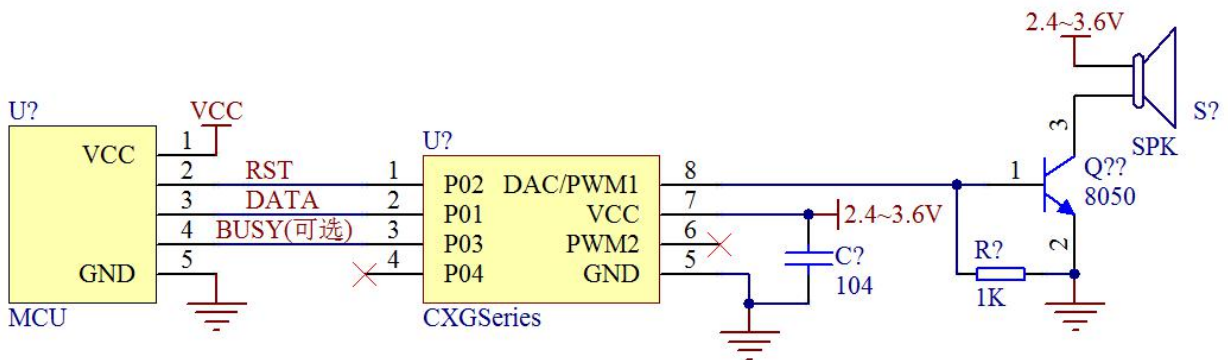 2.4~3.6V
U?
VCC
1
VCC
2
RST
3
DATA
4
BUSY(可选)
5
GND
MCU
U?
1
P02
2
P01
3
P03
4
P04
DAC/PWM1
8
VCC
7
PWM2
6
GND
5
CXGSeries
2.4~3.6V
C?
104
S?
SPK
3
1
Q??
8050
2
R?
1K